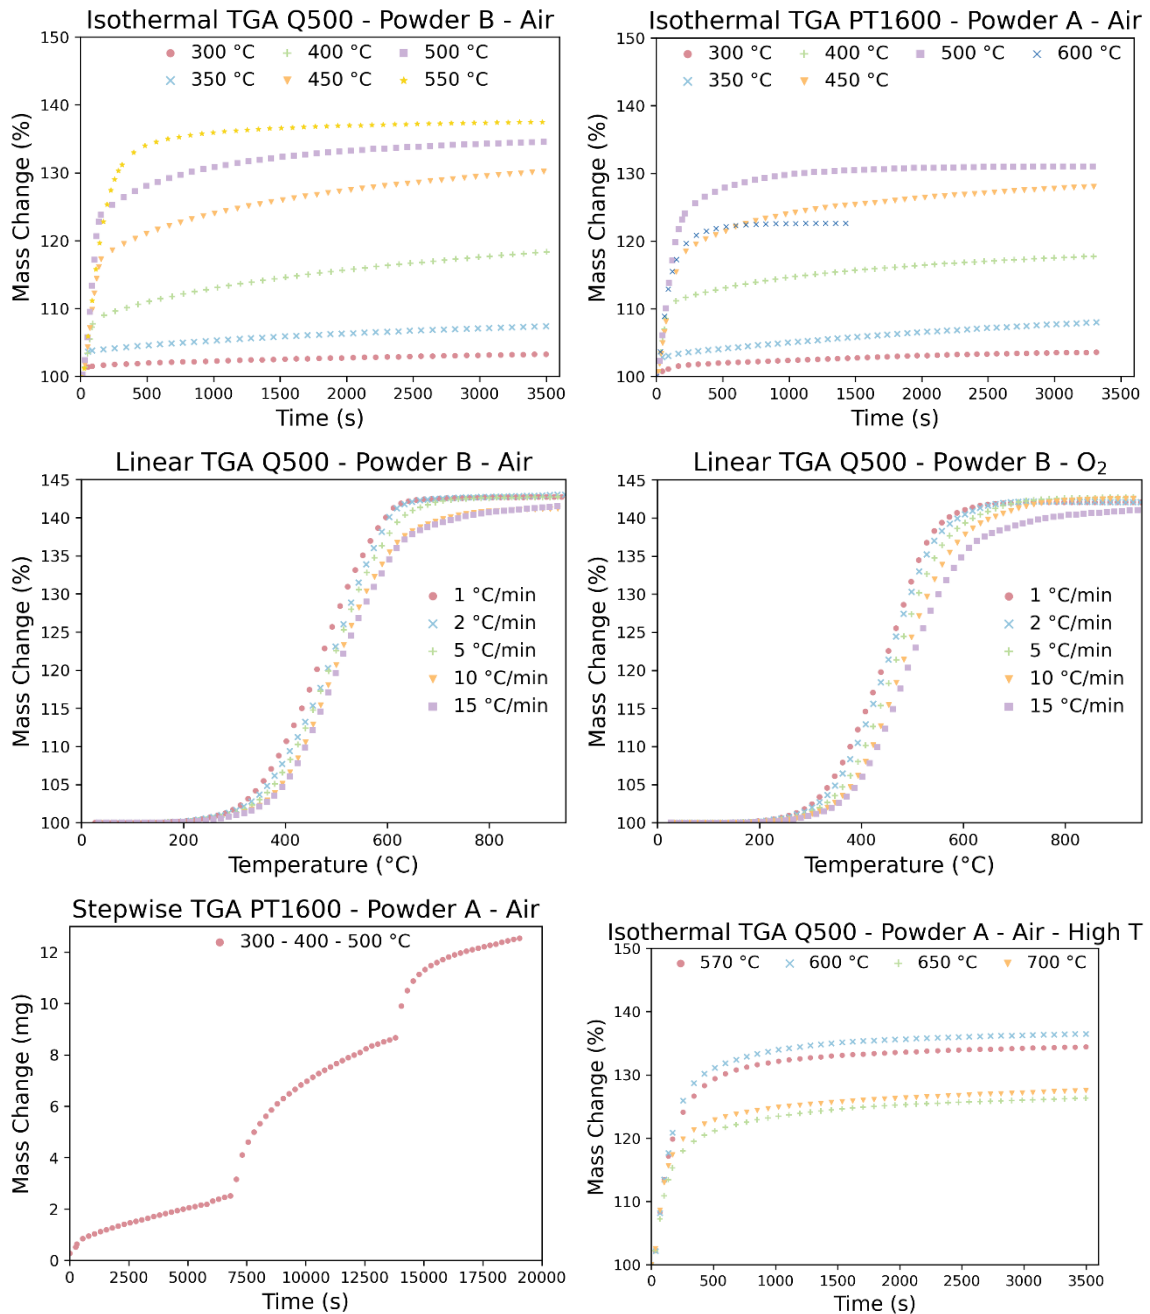 Isothermal TGA Q500 - Powder B - Air
300 °C 400 °C 500 °C
350 °C 450 °C 550 °C
150
140
130
120
110
100
Mass Change (%)
0 500 1000 1500 2000 2500 3000 3500
Time (s)
Isothermal TGA PT1600 - Powder A - Air
300 °C 400 °C 500 °C 600 °C
350 °C 450 °C
150
140
130
120
110
100
Mass Change (%)
0 500 1000 1500 2000 2500 3000 3500
Time (s)
Linear TGA Q500 - Powder B - Air
145
140
135
130
125
120
115
110
105
100
Mass Change (%)
1 °C/min
2 °C/min
5 °C/min
10 °C/min
15 °C/min
0 200 400 600 800
Temperature (°C)
Linear TGA Q500 - Powder B - O₂
145
140
135
130
125
120
115
110
105
100
Mass Change (%)
1 °C/min
2 °C/min
5 °C/min
10 °C/min
15 °C/min
0 200 400 600 800
Temperature (°C)
Stepwise TGA PT1600 - Powder A - Air
300 - 400 - 500 °C
12
10
8
6
4
2
0
Mass Change (mg)
0 2500 5000 7500 10000 12500 15000 17500 20000
Time (s)
Isothermal TGA Q500 - Powder A - Air - High T
570 °C 600 °C 650 °C 700 °C
150
140
130
120
110
100
Mass Change (%)
0 500 1000 1500 2000 2500 3000 3500
Time (s)